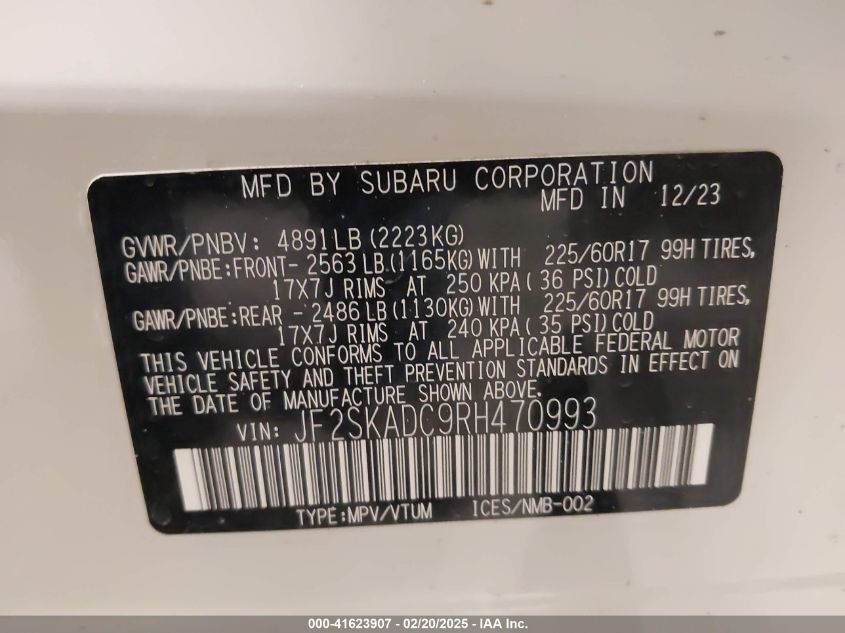 MFD BY SUBARU CORPORATION
MFD IN 12/23
GVWR/PNBV: 4891LB (2223KG)
GAWR/PNBE:FRONT- 2563 LB(1165KG)WITH 225/60R17 99H TIRES,
17X7J RIMS AT 250 KPA( 36 PSI)COLD
GAWR/PNBE:REAR - 2486 LB(1130KG)WITH 225/60R17 99H TIRES,
17X7J RIMS AT 240 KPA( 35 PSI)COLD
THIS VEHICLE CONFORMS TO ALL APPLICABLE FEDERAL MOTOR
VEHICLE SAFETY AND THEFT PREVENTION STANDARDS IN EFFECT ON
THE DATE OF MANUFACTURE SHOWN ABOVE.
VIN: JF2SKADC9RH470993
TYPE:MPV/VTUM ICES/NMB-002
000-41623907 - 02/20/2025 - IAA Inc.